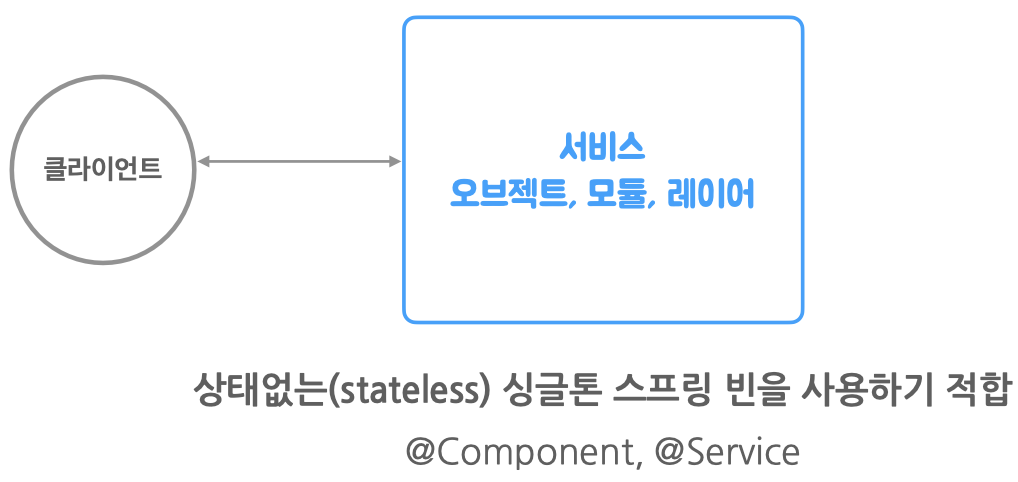 클라이언트
서비스
오브젝트, 모듈, 레이어
상태없는(stateless) 싱글톤 스프링 빈을 사용하기 적합
@Component, @Service